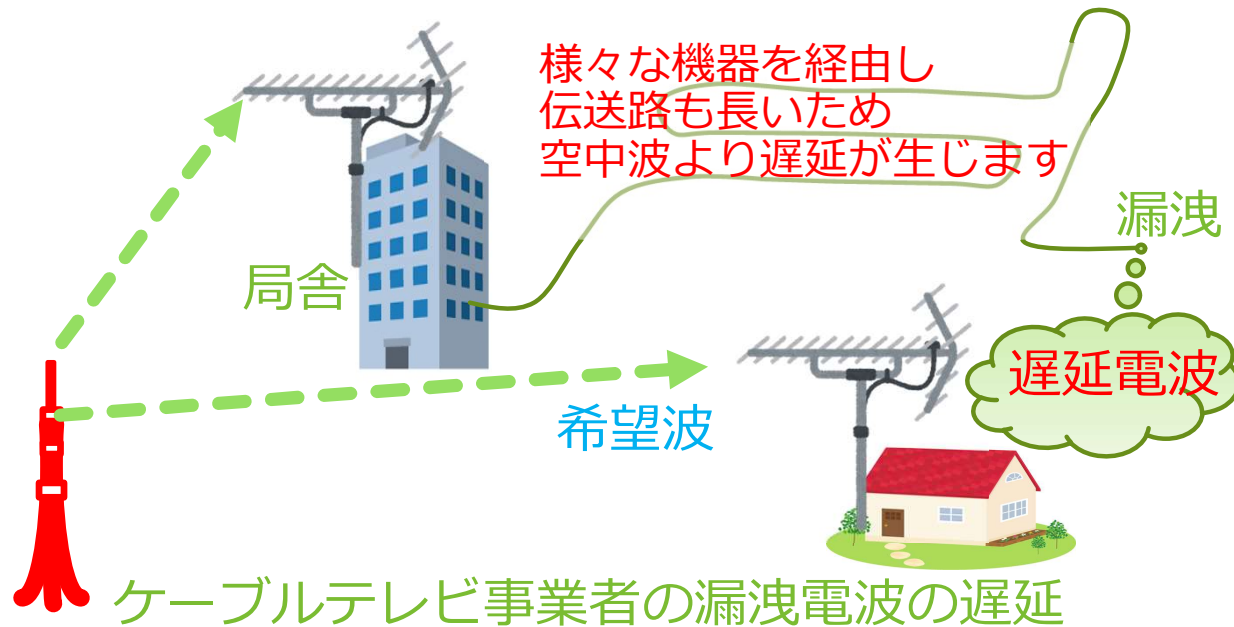 様々な機器を経由し
伝送路も長いため
空中波より遅延が生じます
漏洩
局舎
遅延電波
希望波
ケーブルテレビ事業者の漏洩電波の遅延